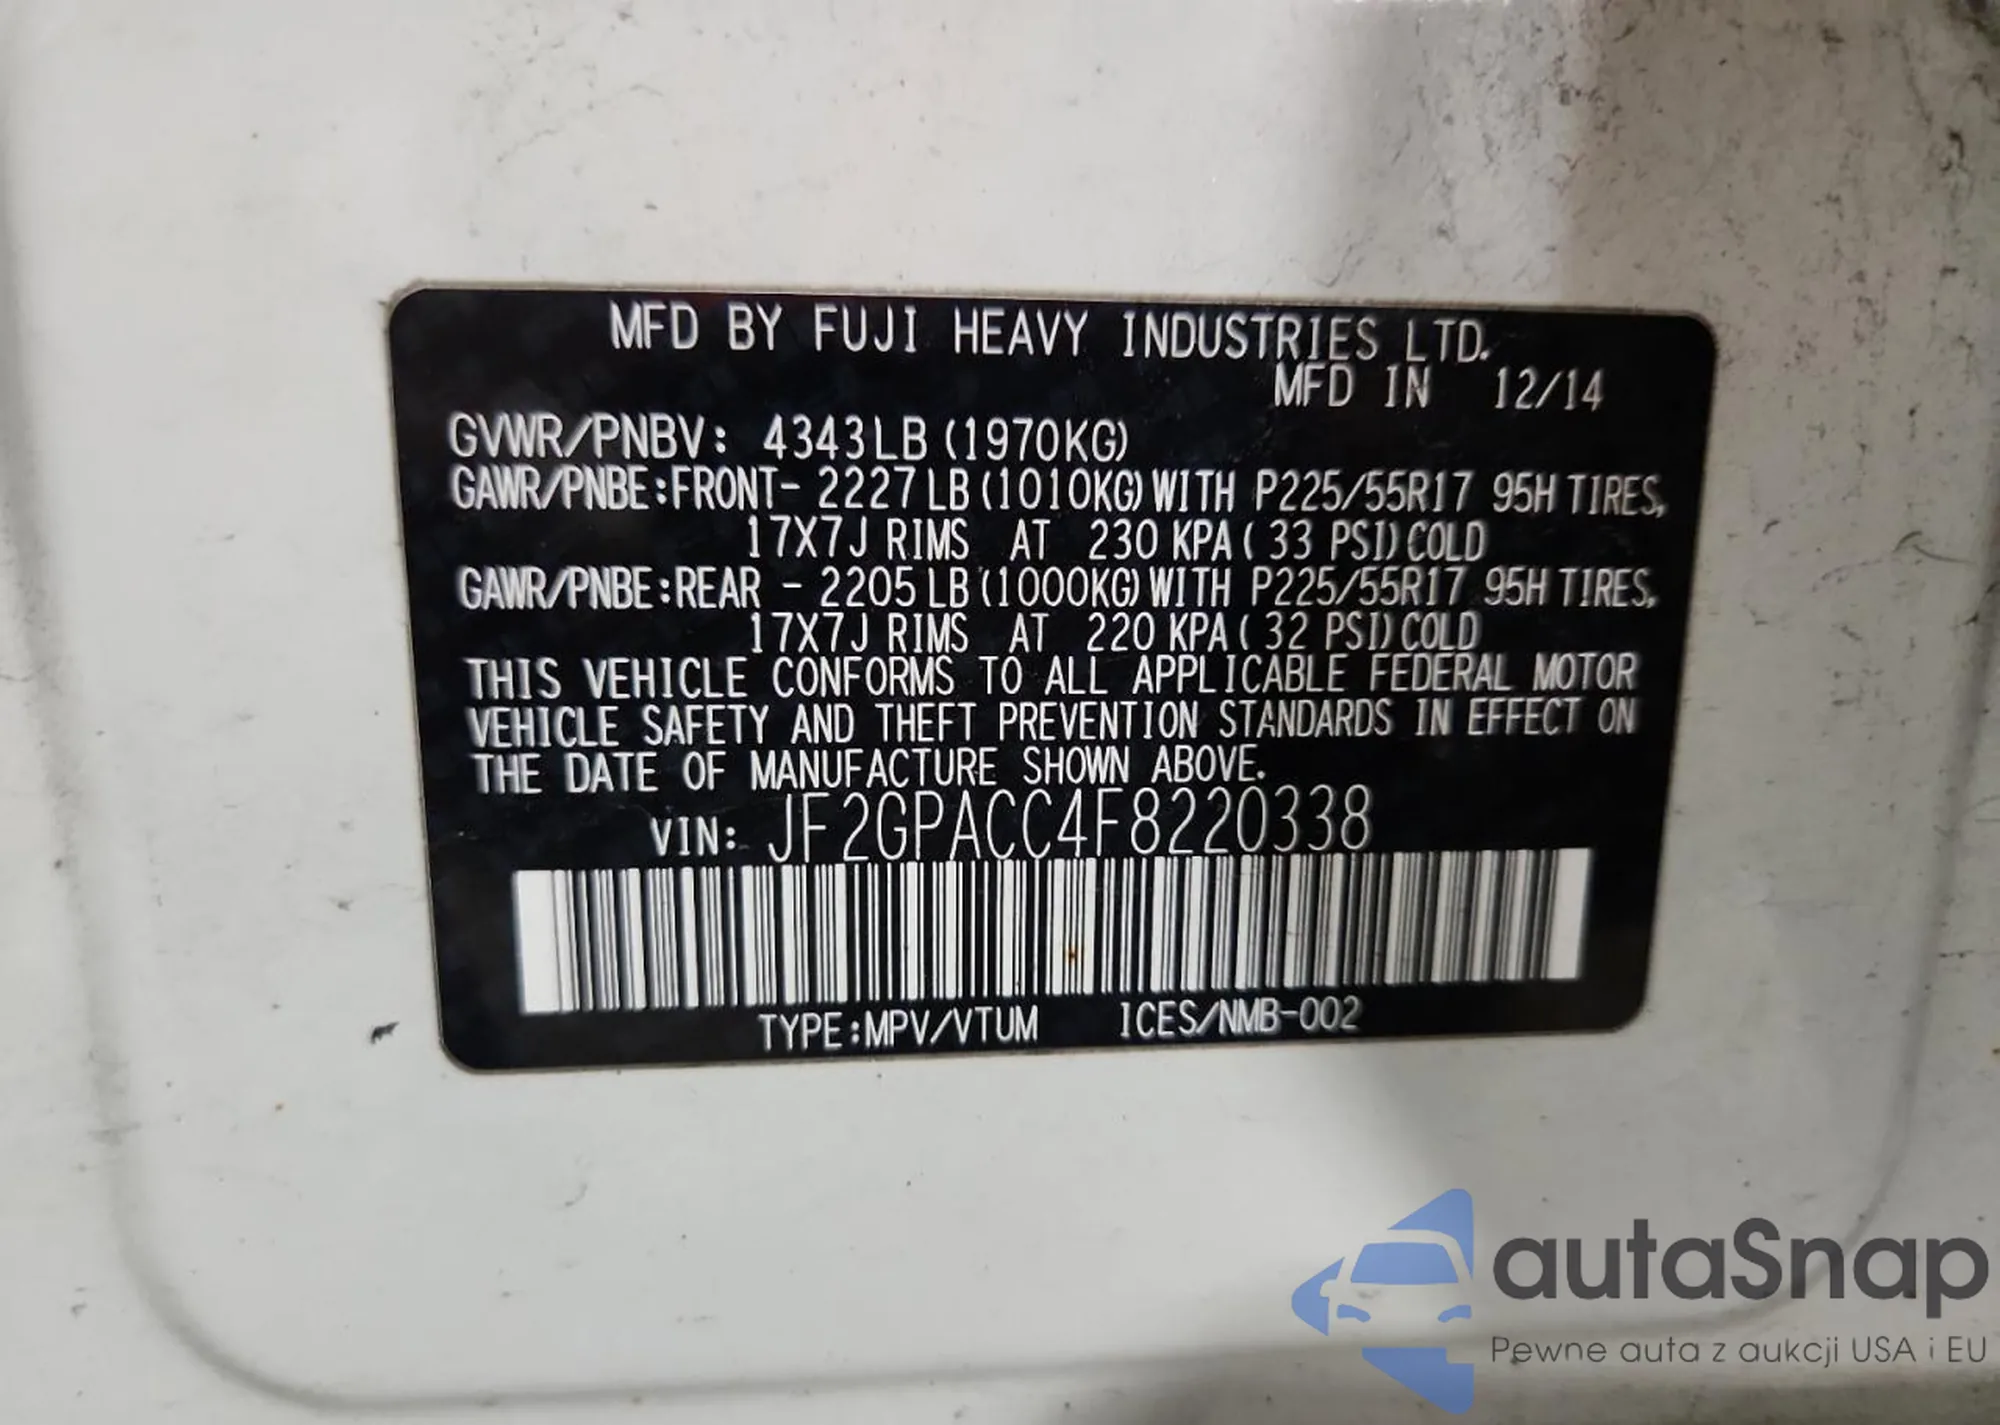 MFD BY FUJI HEAVY INDUSTRIES LTD.
MFD IN 12/14
GVWR/PNBV: 4343LB (1970KG)
GAWR/PNBE:FRONT- 2227LB(1010KG)WITH P225/55R17 95H TIRES,
17X7J RIMS AT 230 KPA( 33 PSI)COLD
GAWR/PNBE:REAR - 2205LB(1000KG)WITH P225/55R17 95H TIRES,
17X7J RIMS AT 220 KPA( 32 PSI)COLD
THIS VEHICLE CONFORMS TO ALL APPLICABLE FEDERAL MOTOR
VEHICLE SAFETY AND THEFT PREVENTION STANDARDS IN EFFECT ON
THE DATE OF MANUFACTURE SHOWN ABOVE.
VIN: JF2GPACC4F8220338
TYPE:MPV/VTUM ICES/NMB-002
autaSnap
Pewne auta z aukcji USA i EU